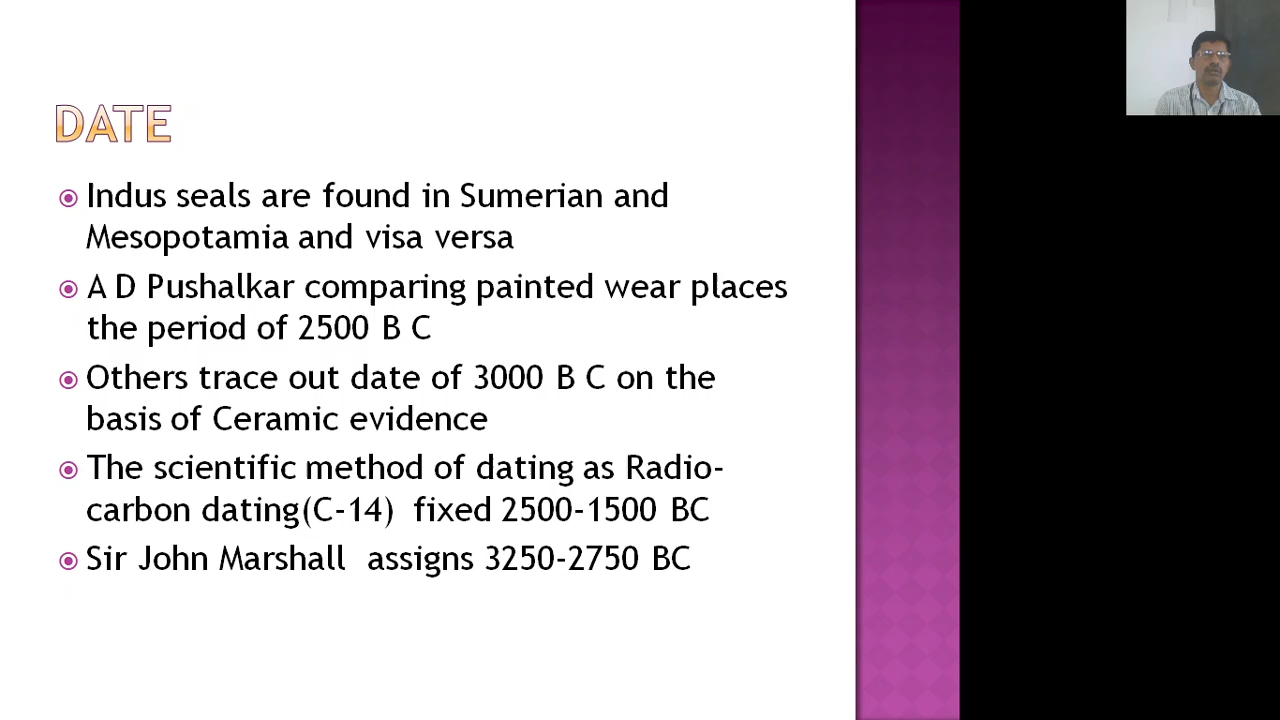 DATE
Indus seals are found in Sumerian and
Mesopotamia and visa versa
A D Pushalkar comparing painted wear places
the period of 2500 B C
Others trace out date of 3000 B C on the
basis of Ceramic evidence
The scientific method of dating as Radio-
carbon dating(C-14) fixed 2500-1500 BC
Sir John Marshall assigns 3250-2750 BC